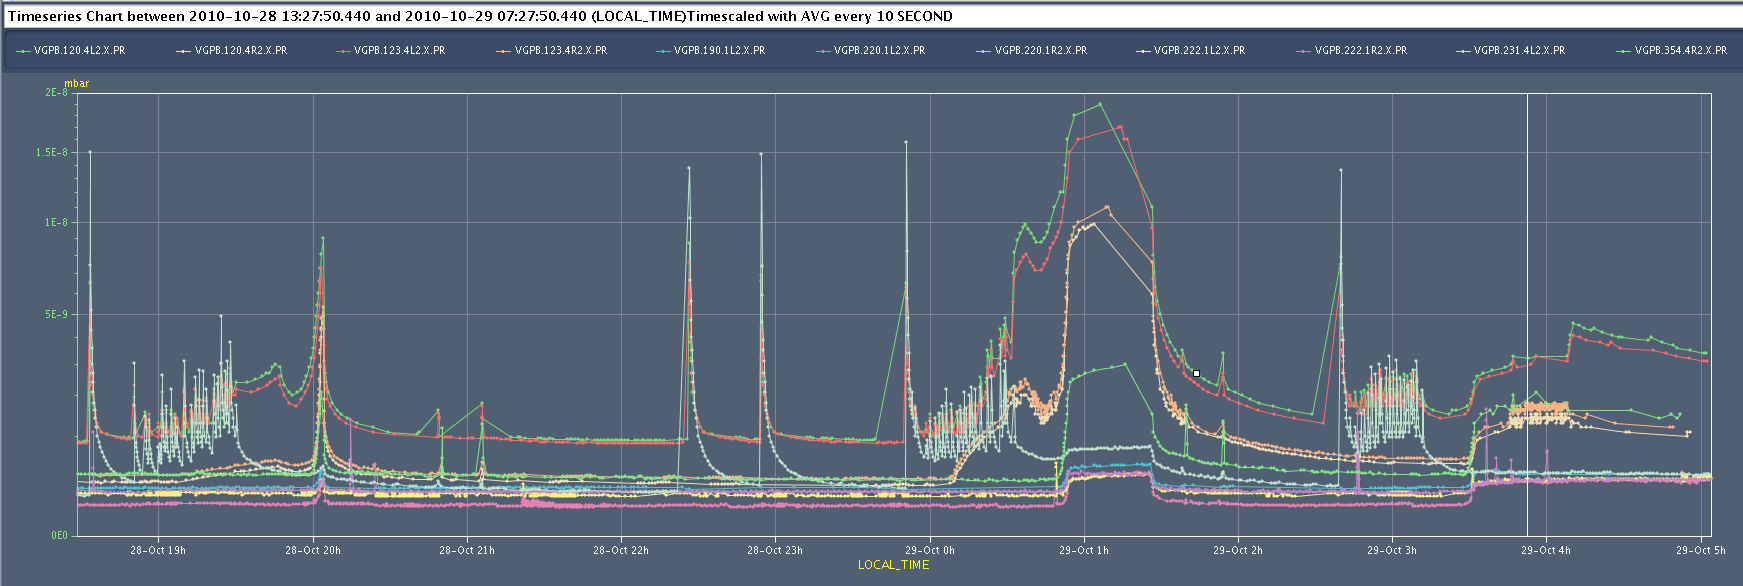 Timeseries Chart between 2010-10-28 13:27:50.440 and 2010-10-29 07:27:50.440 (LOCAL_TIME)Timescaled with AVG every 10 SECOND
VGPB.120.4L2.X.PR VGPB.120.4R2.X.PR VGPB.123.4L2.X.PR VGPB.123.4R2.X.PR VGPB.190.1L2.X.PR VGPB.220.1L2.X.PR VGPB.220.1R2.X.PR VGPB.222.1L2.X.PR VGPB.222.1R2.X.PR VGPB.231.4L2.X.PR VGPB.354.4R2.X.PR
mbar
2E-8
1.5E-8
1E-8
5E-9
0E0
28-Oct 19h 28-Oct 20h 28-Oct 21h 28-Oct 22h 28-Oct 23h 29-Oct 0h 29-Oct 1h 29-Oct 2h 29-Oct 3h 29-Oct 4h 29-Oct 5h
LOCAL_TIME